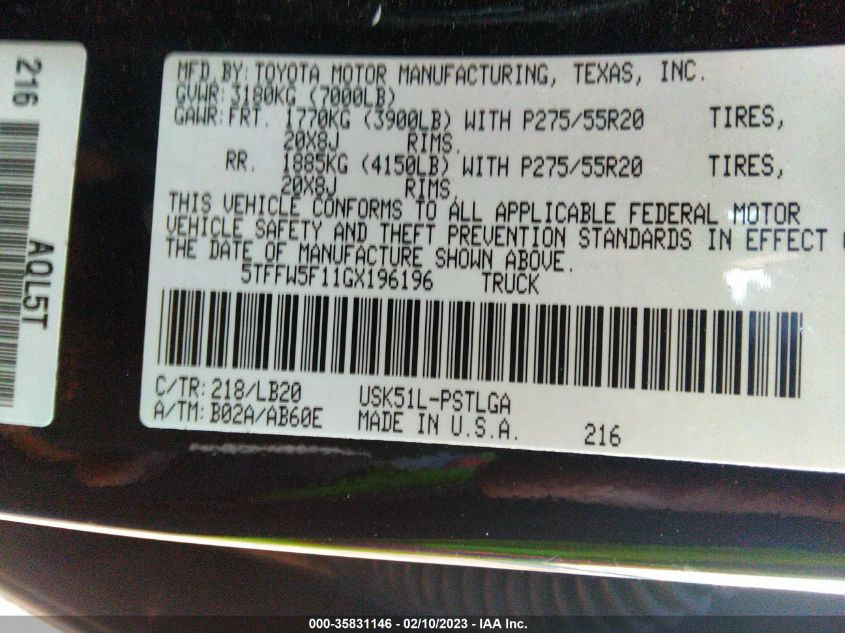 216
AQL5T
MFD.BY:TOYOTA MOTOR MANUFACTURING, TEXAS, INC.
GVWR:3180KG (7000LB)
GAWR:FRT. 1770KG (3900LB) WITH P275/55R20 TIRES,
20X8J RIMS.
RR. 1885KG (4150LB) WITH P275/55R20 TIRES,
20X8J RIMS.
THIS VEHICLE CONFORMS TO ALL APPLICABLE FEDERAL MOTOR
VEHICLE SAFETY AND THEFT PREVENTION STANDARDS IN EFFECT
THE DATE OF MANUFACTURE SHOWN ABOVE.
5TFFW5F11GX196196 TRUCK
C/TR:218/LB20 USK51L-PSTLGA
A/TM:B02A/AB60E MADE IN U.S.A. 216
000-35831146 - 02/10/2023 - IAA Inc.